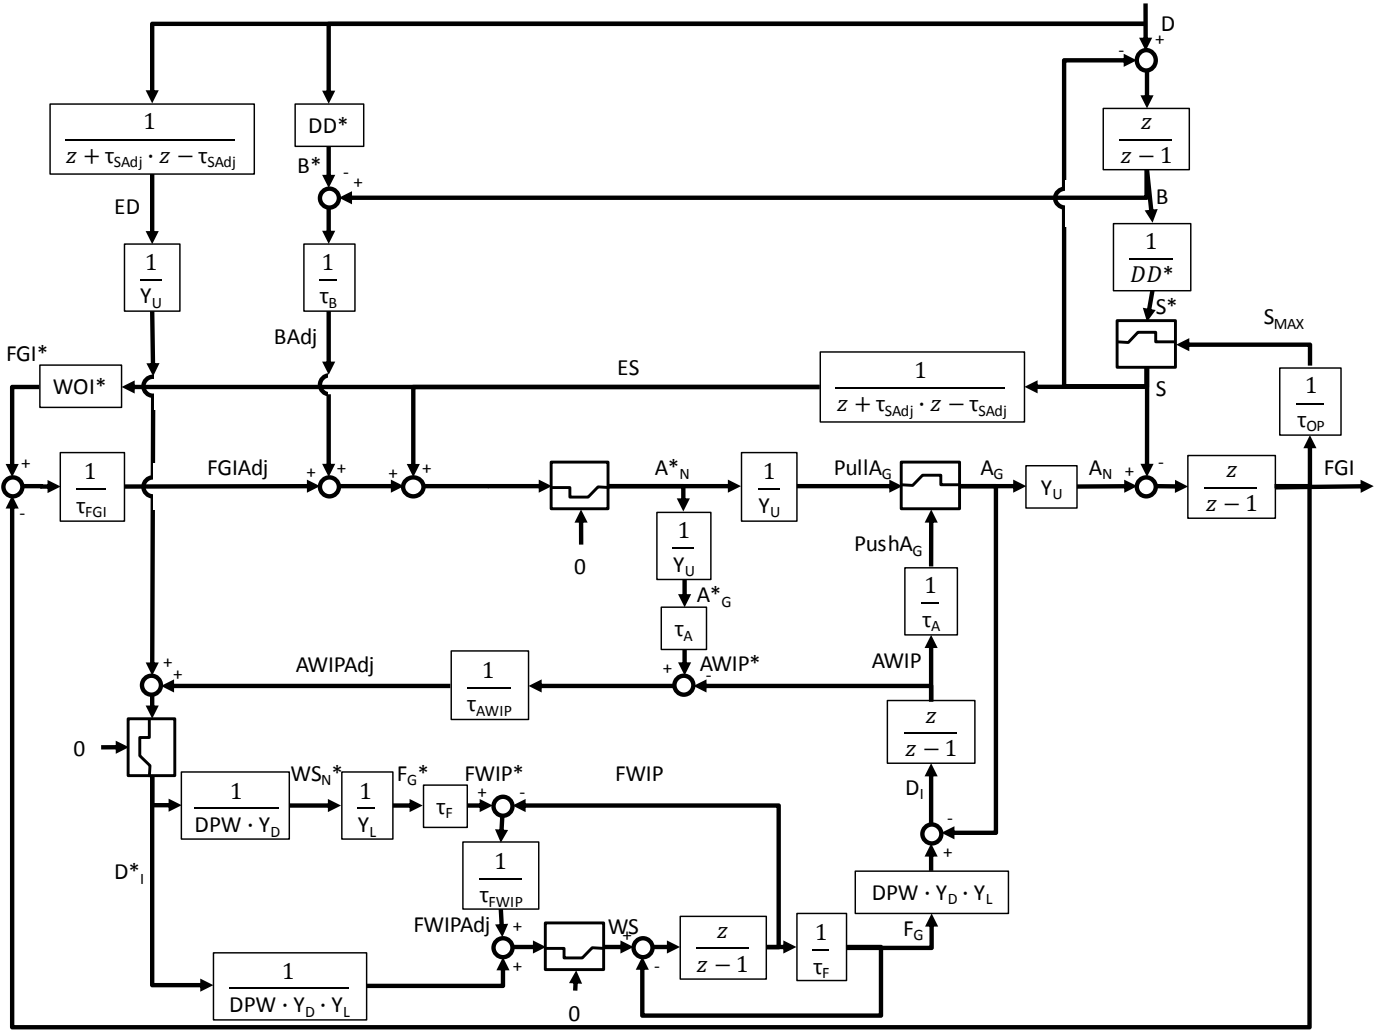 D
+
-
1
z + τSAdj · z − τSAdj
DD*
z
z − 1
B*
-
+
ED
B
1
YU
1
τB
1
DD*
S*
SMAX
BAdj
FGI*
WOI*
ES
1
z + τSAdj · z − τSAdj
S
1
τOP
+
-
1
τFGI
FGIAdj
+
+
+
+
A*N
1
YU
PullAG
AG
YU
AN
+
-
z
z − 1
FGI
0
1
YU
PushAG
A*G
τA
1
τA
+
+
AWIPAdj
1
τAWIP
+
-
AWIP*
AWIP
z
z − 1
0
WSN*
FG*
FWIP*
FWIP
DI
1
DPW · YD
1
YL
τF
+
-
-
+
D*I
1
τFWIP
DPW · YD · YL
FWIPAdj
+
+
WS
+
-
z
z − 1
1
τF
FG
1
DPW · YD · YL
0